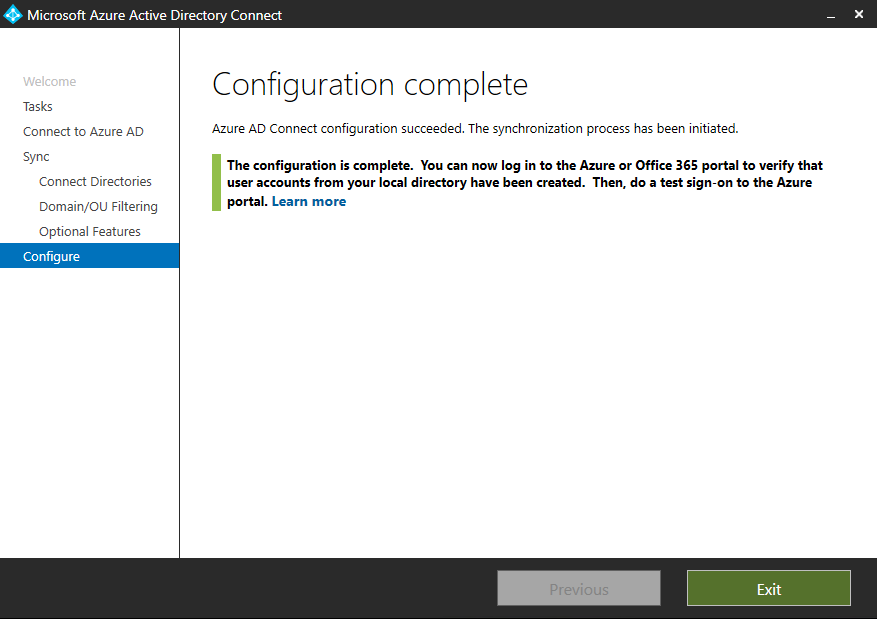 Microsoft Azure Active Directory Connect
Welcome
Tasks
Connect to Azure AD
Sync
Connect Directories
Domain/OU Filtering
Optional Features
Configure
Configuration complete
Azure AD Connect configuration succeeded. The synchronization process has been initiated.
The configuration is complete.  You can now log in to the Azure or Office 365 portal to verify that
user accounts from your local directory have been created.  Then, do a test sign-on to the Azure
portal. Learn more
Previous
Exit